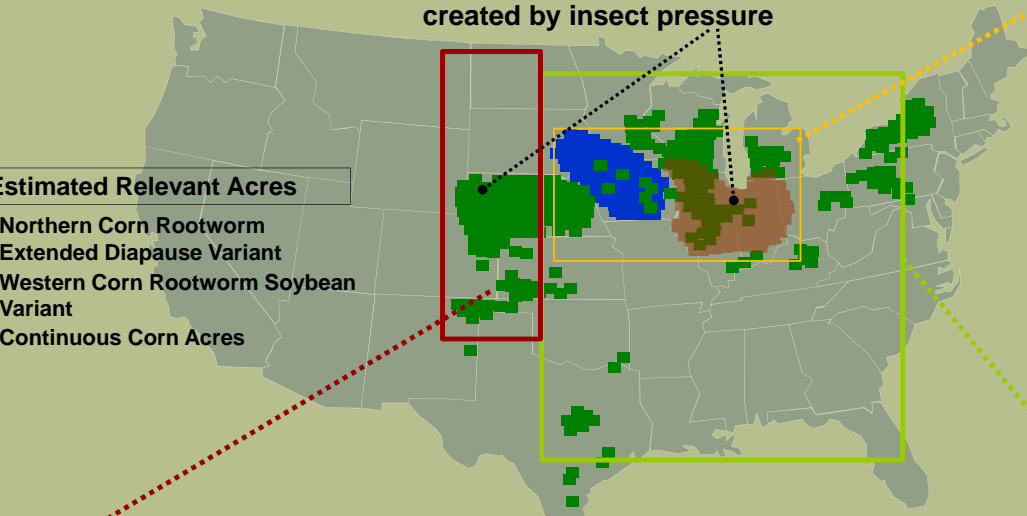 created by insect pressure
Estimated Relevant Acres
Northern Corn Rootworm
Extended Diapause Variant
Western Corn Rootworm Soybean
Variant
Continuous Corn Acres